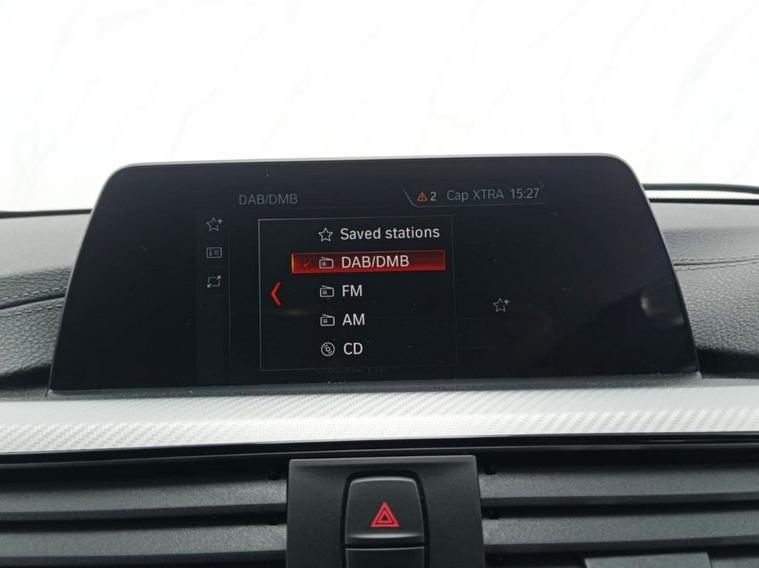 DAB/DMB
2 Cap XTRA 15:27
Saved stations
DAB/DMB
FM
AM
CD